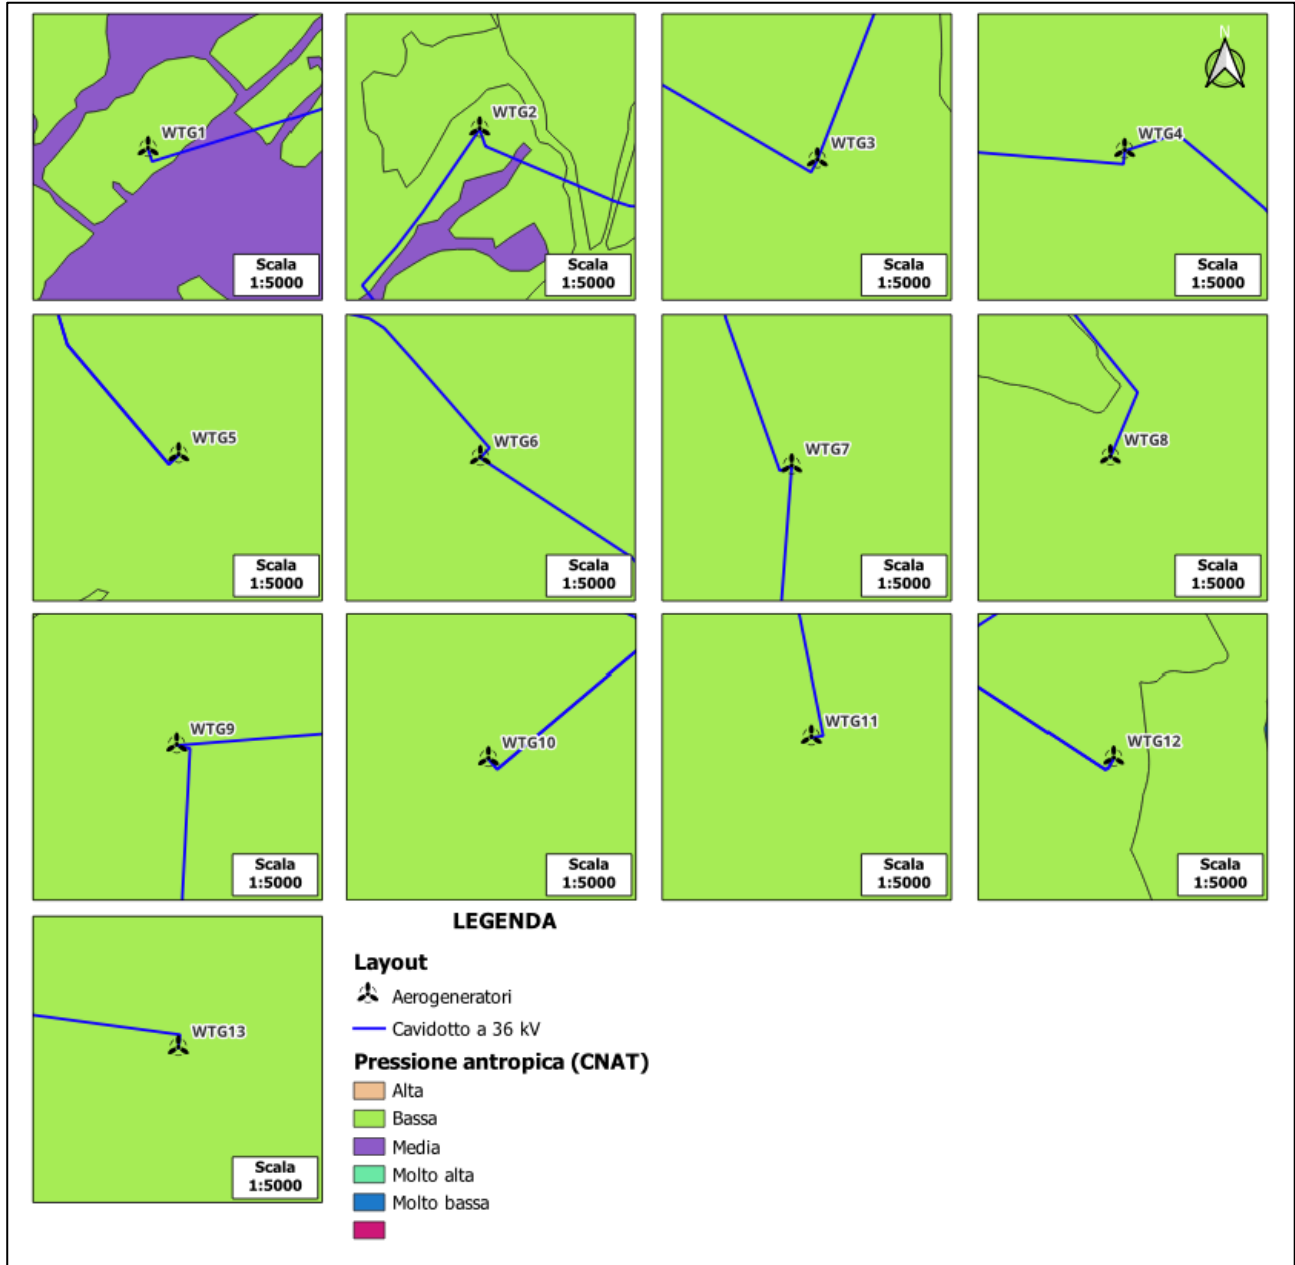 N
WTG1
Scala
1:5000
WTG2
Scala
1:5000
WTG3
Scala
1:5000
WTG4
Scala
1:5000
WTG5
Scala
1:5000
WTG6
Scala
1:5000
WTG7
Scala
1:5000
WTG8
Scala
1:5000
WTG9
Scala
1:5000
WTG10
Scala
1:5000
WTG11
Scala
1:5000
WTG12
Scala
1:5000
WTG13
Scala
1:5000
LEGENDA
Layout
Aerogeneratori
Cavidotto a 36 kV
Pressione antropica (CNAT)
Alta
Bassa
Media
Molto alta
Molto bassa